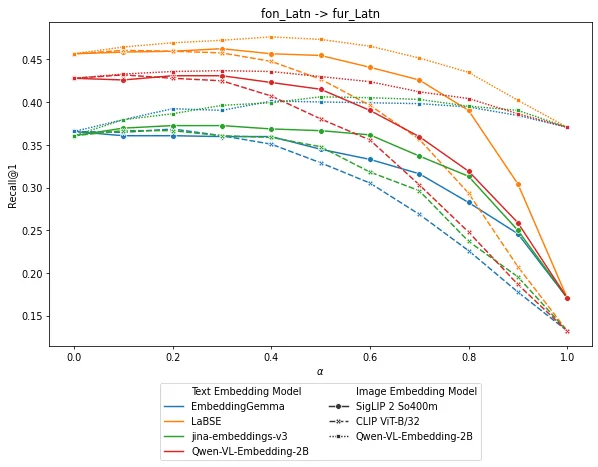 fon_Latn -> fur_Latn
Recall@1
0.45
0.40
0.35
0.30
0.25
0.20
0.15
0.0 0.2 0.4 0.6 0.8 1.0
α
Text Embedding Model Image Embedding Model
EmbeddingGemma SigLIP 2 So400m
LaBSE CLIP ViT-B/32
jina-embeddings-v3 Qwen-VL-Embedding-2B
Qwen-VL-Embedding-2B